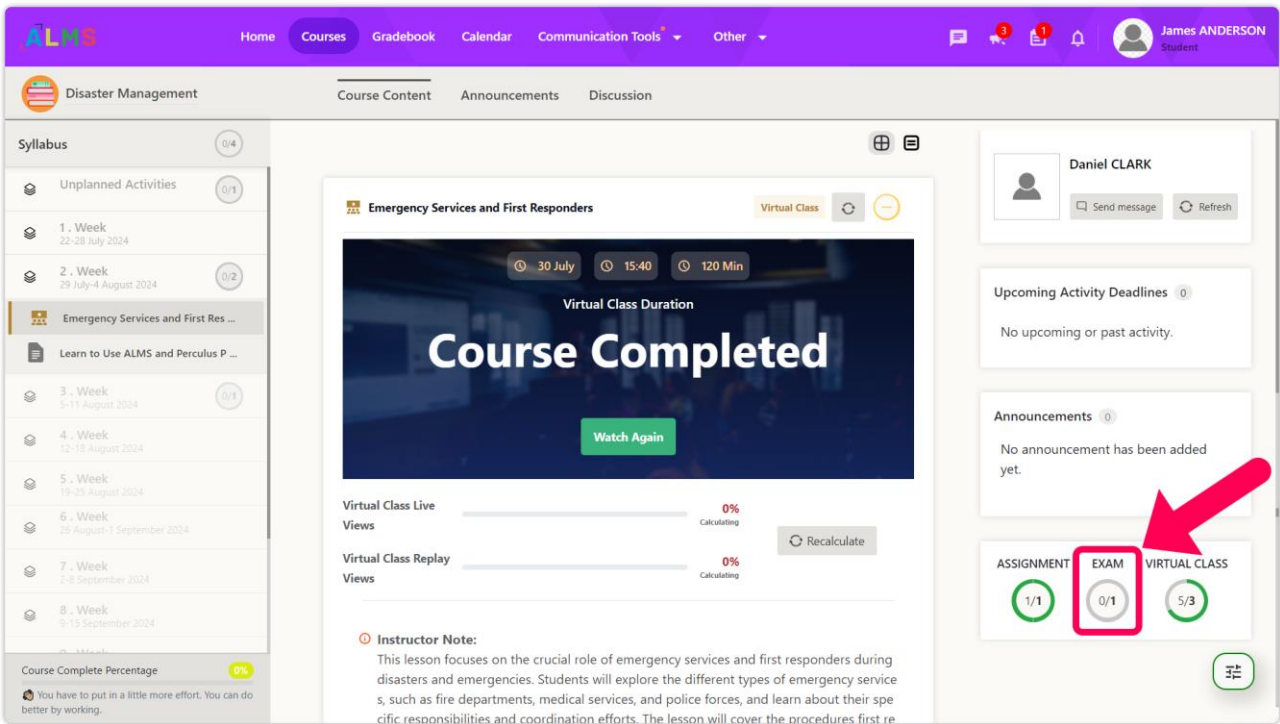 ALMS
Home Courses Gradebook Calendar Communication Tools Other
3
1
James ANDERSON
Student
Disaster Management
Course Content Announcements Discussion
Syllabus 0/4
Unplanned Activities 0/1
1 . Week
22-28 July 2024
2 . Week 0/2
29 July-4 August 2024
Emergency Services and First Res ...
Learn to Use ALMS and Perculus P ...
3 . Week 0/1
5-11 August 2024
4 . Week
12-18 August 2024
5 . Week
19-25 August 2024
6 . Week
26 August-1 September 2024
7 . Week
2-8 September 2024
8 . Week
9-15 September 2024
Course Complete Percentage 0%
You have to put in a little more effort. You can do
better by working.
Emergency Services and First Responders Virtual Class
30 July 15:40 120 Min
Virtual Class Duration
Course Completed
Watch Again
Virtual Class Live
Views
0%
Calculating
Recalculate
Virtual Class Replay
Views
0%
Calculating
Instructor Note:
This lesson focuses on the crucial role of emergency services and first responders during
disasters and emergencies. Students will explore the different types of emergency service
s, such as fire departments, medical services, and police forces, and learn about their spe
cific responsibilities and coordination efforts. The lesson will cover the procedures first re
Daniel CLARK
Send message Refresh
Upcoming Activity Deadlines 0
No upcoming or past activity.
Announcements 0
No announcement has been added
yet.
ASSIGNMENT EXAM VIRTUAL CLASS
1/1 0/1 5/3